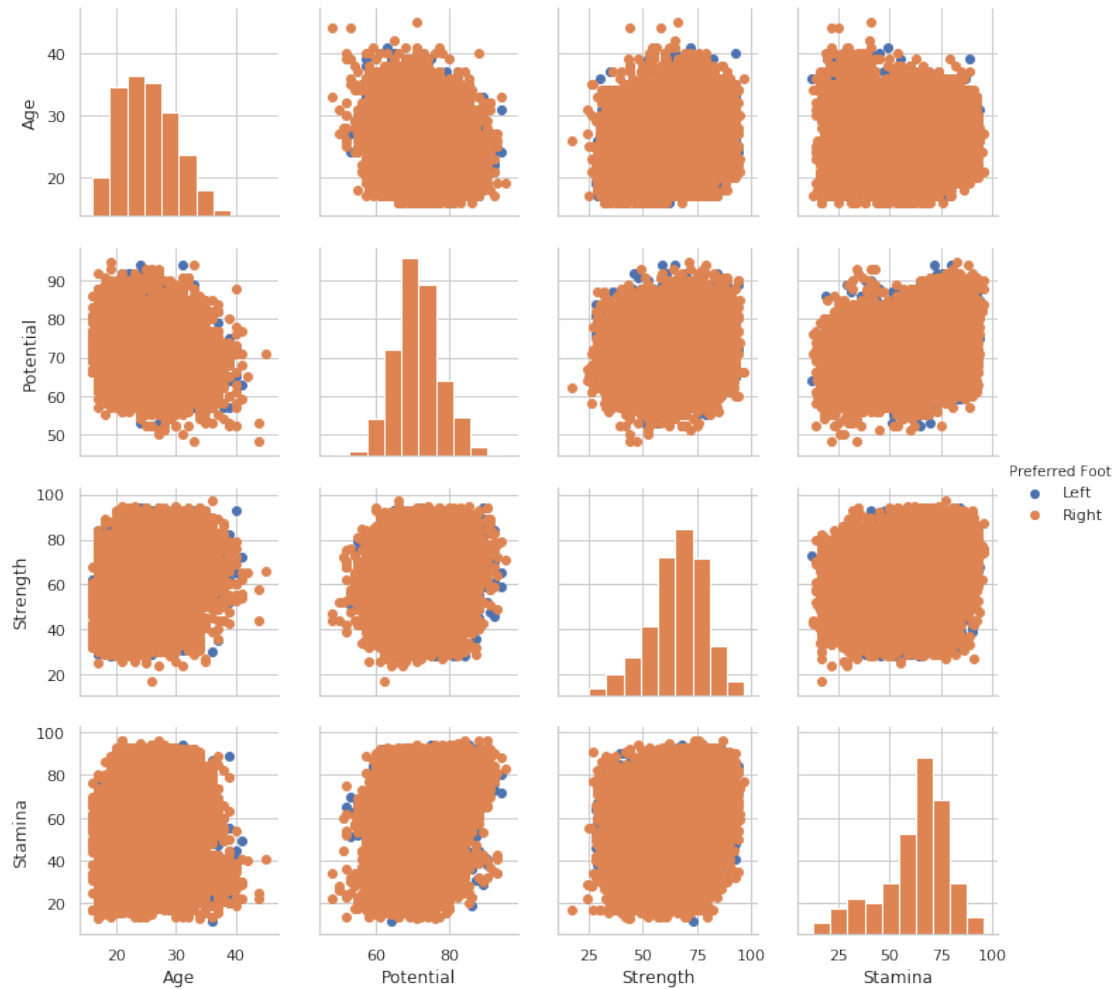 Age
40
30
20
Potential
90
80
70
60
50
Preferred Foot
Left
Right
Strength
100
80
60
40
20
Stamina
100
80
60
40
20
20 30 40
60 80
25 50 75 100
25 50 75 100
Age Potential Strength Stamina